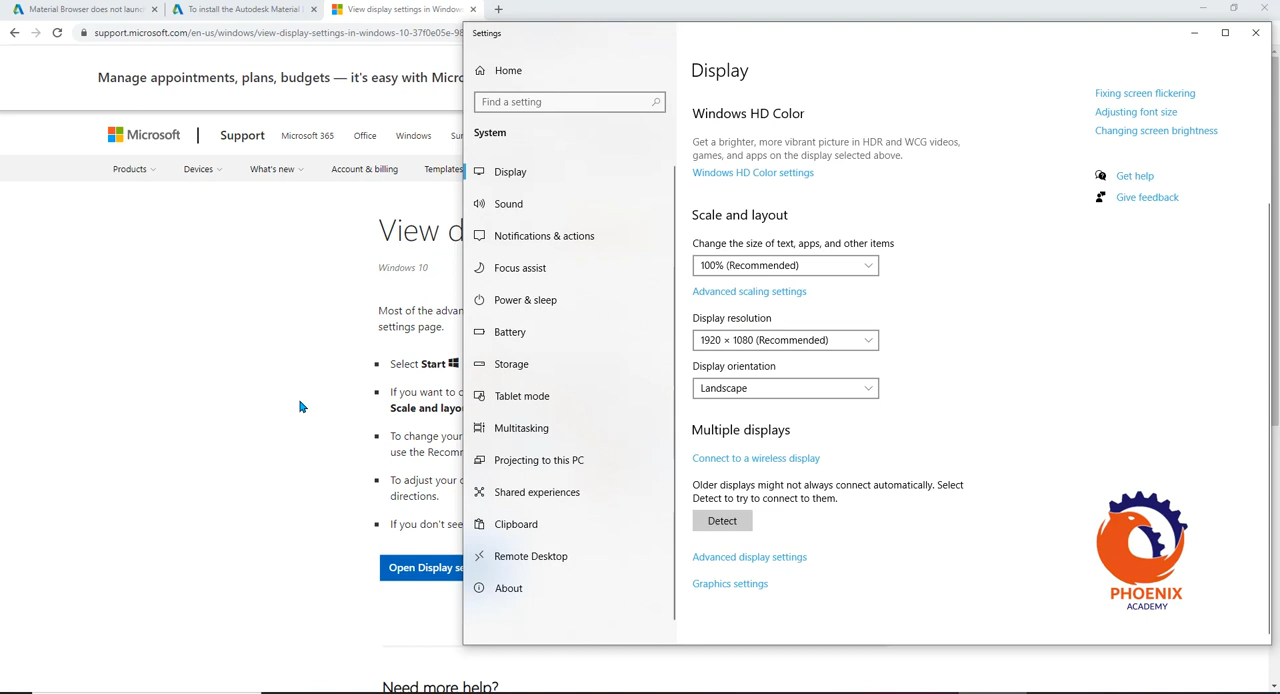 Material Browser does not laun
To install the Autodesk Material L
View display settings in Window
support.microsoft.com/en-us/windows/view-display-settings-in-windows-10-37f0e05e-98
Manage appointments, plans, budgets — it's easy with Micro
Microsoft
Support
Microsoft 365
Office
Windows
Sur
Products
Devices
What's new
Account & billing
Templates
View d
Windows 10
Most of the advan
settings page.
Select Start
If you want to c
Scale and layou
To change your
use the Recomm
To adjust your d
directions.
If you don't see
Open Display se
Need more help?
Settings
Home
Find a setting
System
Display
Sound
Notifications & actions
Focus assist
Power & sleep
Battery
Storage
Tablet mode
Multitasking
Projecting to this PC
Shared experiences
Clipboard
Remote Desktop
About
Display
Windows HD Color
Get a brighter, more vibrant picture in HDR and WCG videos,
games, and apps on the display selected above.
Windows HD Color settings
Scale and layout
Change the size of text, apps, and other items
100% (Recommended)
Advanced scaling settings
Display resolution
1920 × 1080 (Recommended)
Display orientation
Landscape
Multiple displays
Connect to a wireless display
Older displays might not always connect automatically. Select
Detect to try to connect to them.
Detect
Advanced display settings
Graphics settings
Fixing screen flickering
Adjusting font size
Changing screen brightness
Get help
Give feedback
PHOENIX
ACADEMY